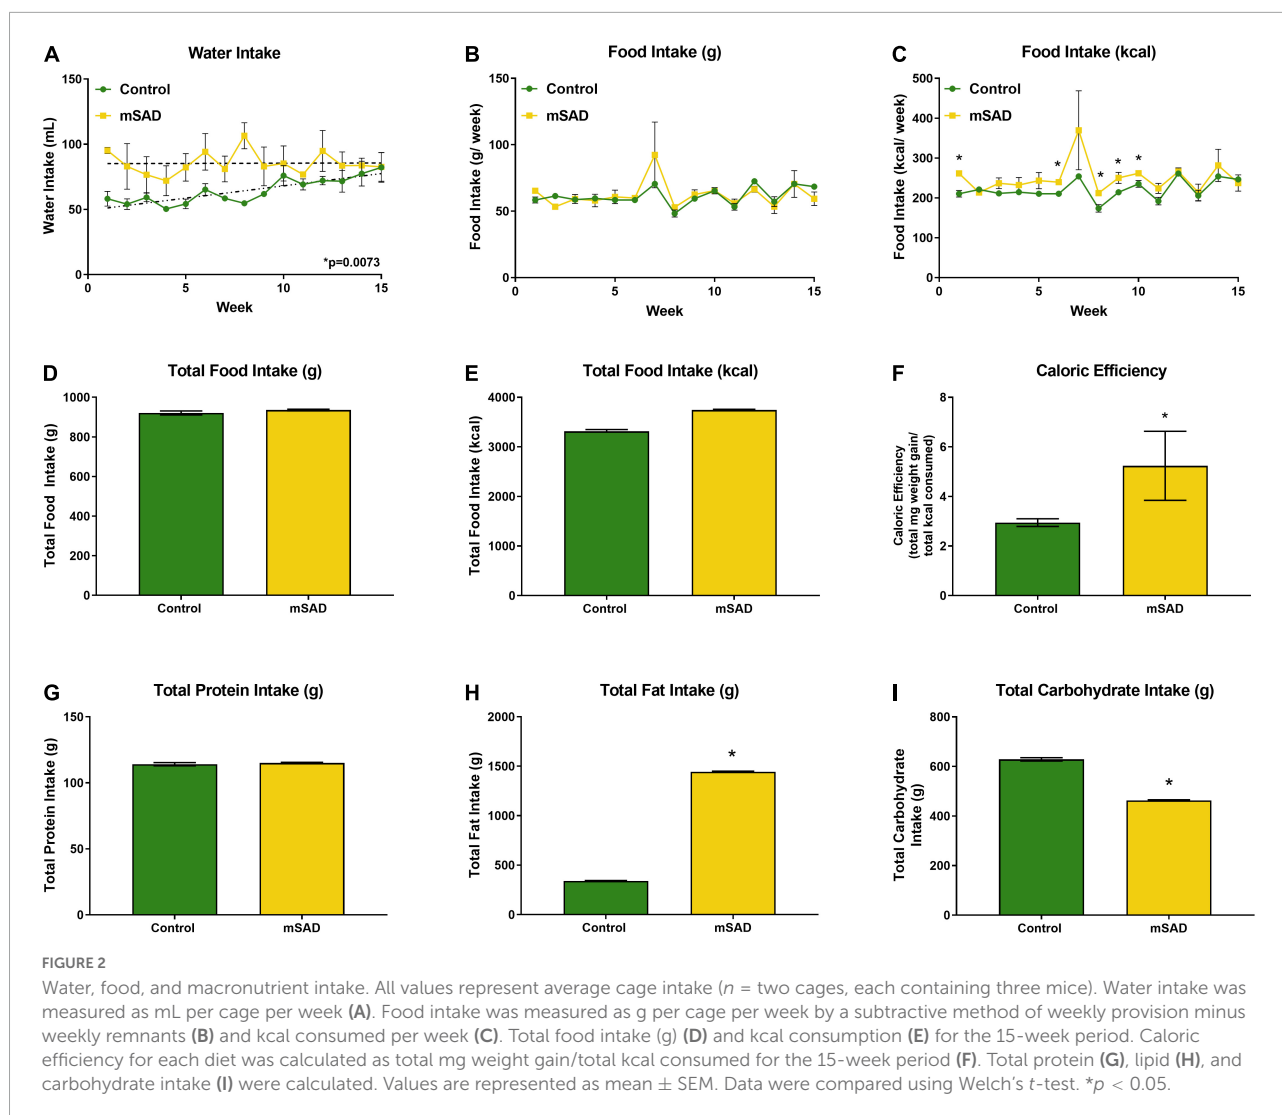 A
Water Intake
Control
mSAD
Water Intake (mL)
150
100
50
0
0
5
10
15
*p=0.0073
Week
B
Food Intake (g)
Control
mSAD
Food Intake (g/ week)
150
100
50
0
0
5
10
15
Week
C
Food Intake (kcal)
Control
mSAD
Food Intake (kcal/ week)
500
400
300
200
100
0
* * * * *
0
5
10
15
Week
D
Total Food Intake (g)
Total Food Intake (g)
1000
800
600
400
200
0
Control
mSAD
E
Total Food Intake (kcal)
Total Food Intake (kcal)
4000
3000
2000
1000
0
Control
mSAD
F
Caloric Efficiency
Caloric Efficiency
(total mg weight gain/
total kcal consumed)
8
6
4
2
0
*
Control
mSAD
G
Total Protein Intake (g)
Total Protein Intake (g)
150
100
50
0
Control
mSAD
H
Total Fat Intake (g)
Total Fat Intake (g)
2000
1500
1000
500
0
*
Control
mSAD
I
Total Carbohydrate Intake (g)
Total Carbohydrate
Intake (g)
800
600
400
200
0
*
Control
mSAD
FIGURE 2
Water, food, and macronutrient intake. All values represent average cage intake (n = two cages, each containing three mice). Water intake was
measured as mL per cage per week (A). Food intake was measured as g per cage per week by a subtractive method of weekly provision minus
weekly remnants (B) and kcal consumed per week (C). Total food intake (g) (D) and kcal consumption (E) for the 15-week period. Caloric
efficiency for each diet was calculated as total mg weight gain/total kcal consumed for the 15-week period (F). Total protein (G), lipid (H), and
carbohydrate intake (I) were calculated. Values are represented as mean ± SEM. Data were compared using Welch's t-test. *p < 0.05.